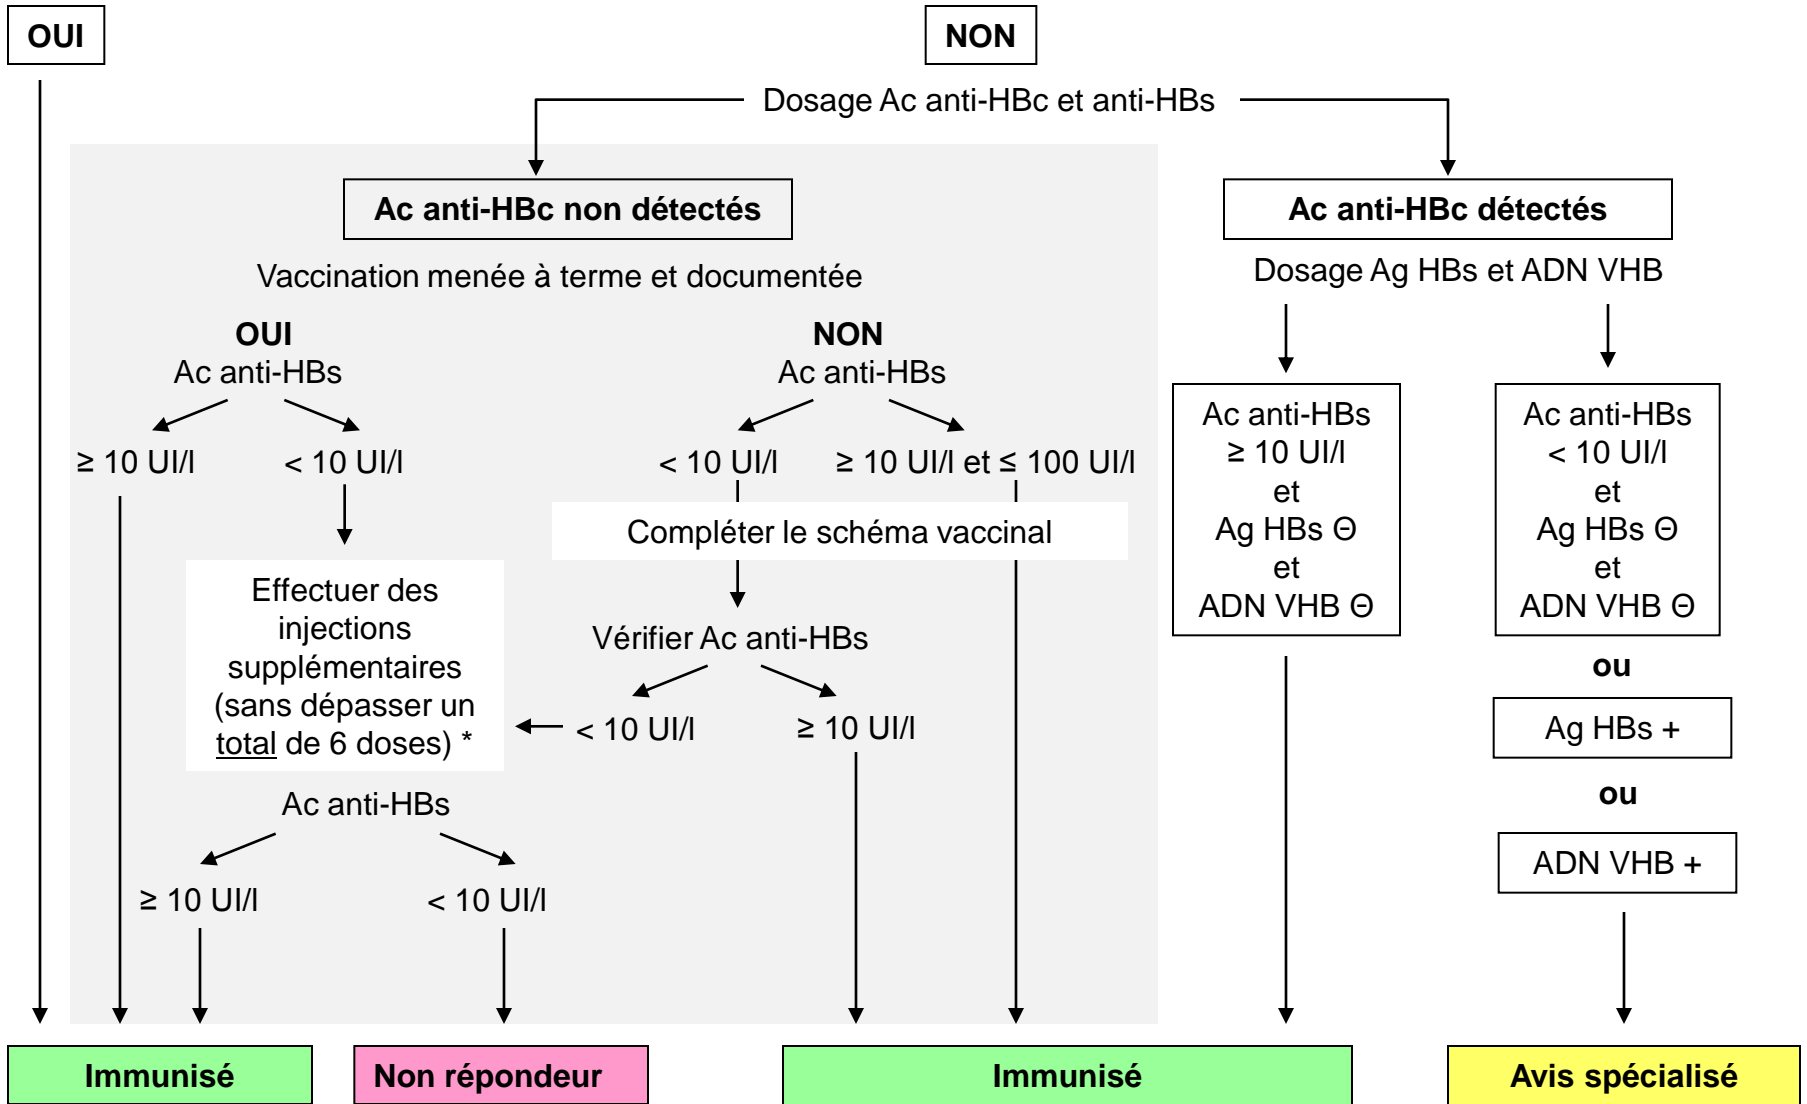 OUI
NON
Dosage Ac anti-HBc et anti-HBs
Ac anti-HBc non détectés
Ac anti-HBc détectés
Vaccination menée à terme et documentée
Dosage Ag HBs et ADN VHB
OUI
Ac anti-HBs
NON
Ac anti-HBs
≥ 10 UI/l
< 10 UI/l
< 10 UI/l
≥ 10 UI/l et ≤ 100 UI/l
Compléter le schéma vaccinal
Effectuer des
injections
supplémentaires
(sans dépasser un
total de 6 doses) *
Vérifier Ac anti-HBs
< 10 UI/l
≥ 10 UI/l
Ac anti-HBs
≥ 10 UI/l
< 10 UI/l
Ac anti-HBs
≥ 10 UI/l
et
Ag HBs Θ
et
ADN VHB Θ
Ac anti-HBs
< 10 UI/l
et
Ag HBs Θ
et
ADN VHB Θ
ou
Ag HBs +
ou
ADN VHB +
Immunisé
Non répondeur
Immunisé
Avis spécialisé